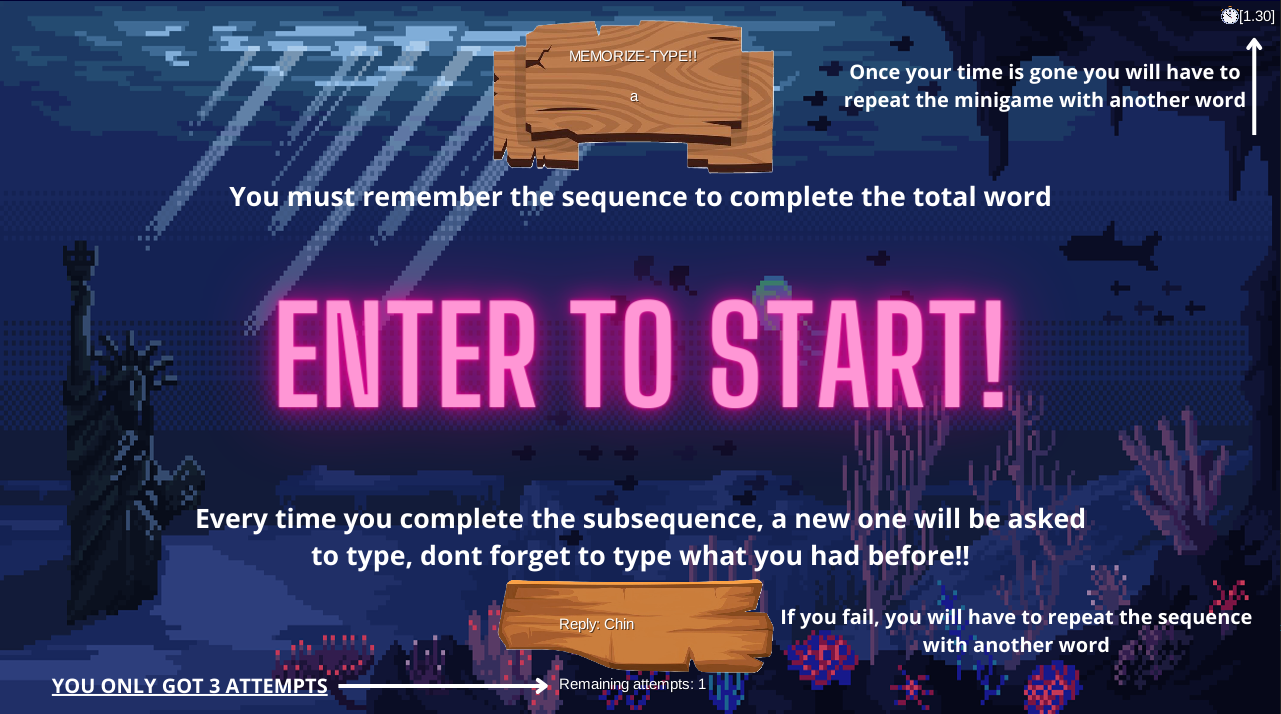 [1.30]
MEMORIZE-TYPE!!
a
Once your time is gone you will have to
repeat the minigame with another word
You must remember the sequence to complete the total word
ENTER TO START!
Every time you complete the subsequence, a new one will be asked
to type, dont forget to type what you had before!!
Reply: Chin
If you fail, you will have to repeat the sequence
with another word
YOU ONLY GOT 3 ATTEMPTS
Remaining attempts: 1